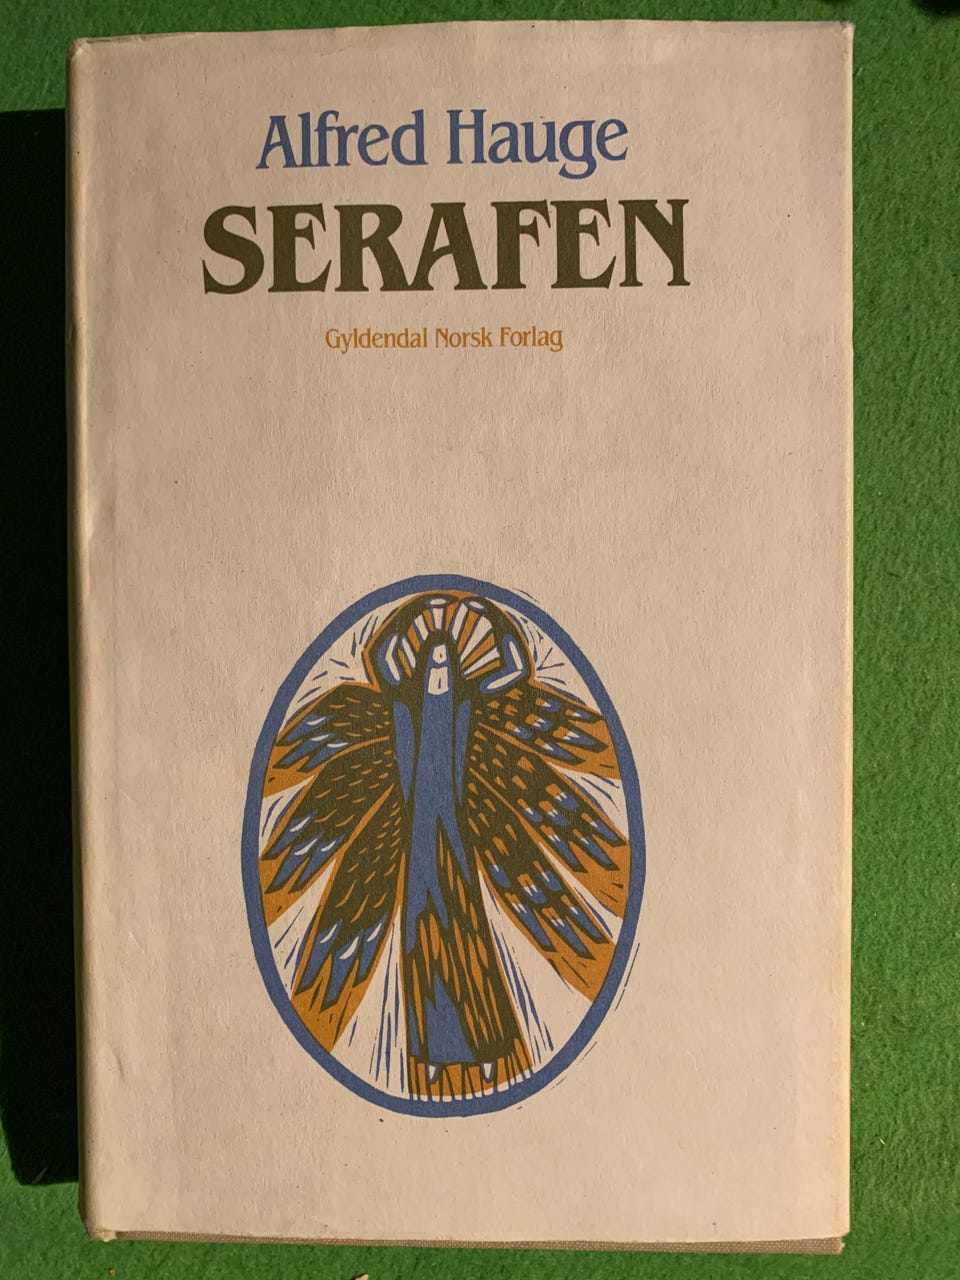 Alfred Hauge
SERAFEN
Gyldendal Norsk Forlag